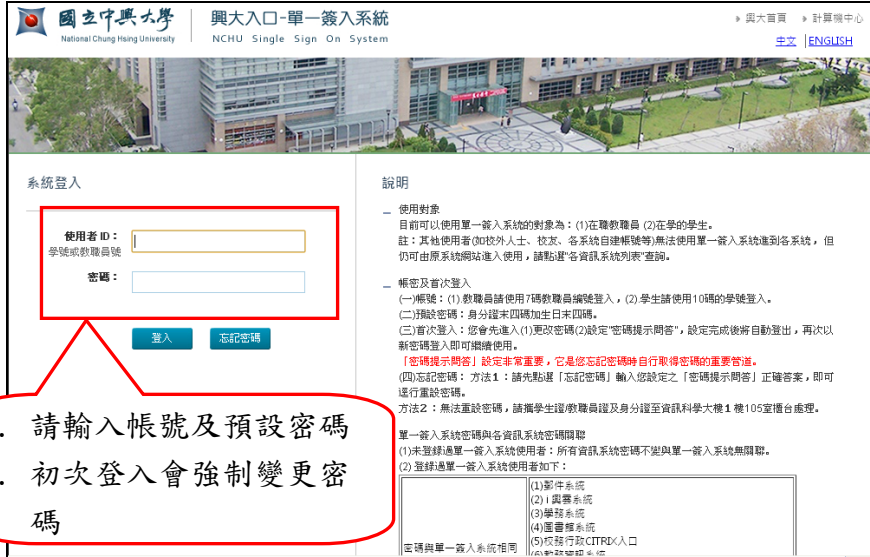 國立中興大學
National Chung Hsing University
興大入口-單一簽入系統
NCHU Single Sign On System
興大首頁 計算機中心
中文 | ENGLISH
系統登入
使用者 ID：
學號或教職員號
密碼：
登入 忘記密碼
. 請輸入帳號及預設密碼
. 初次登入會強制變更密
碼
說明
使用對象
目前可以使用單一簽入系統的對象為：(1)在職教職員 (2)在學的學生。
註：其他使用者(如校外人士、校友、各系統自建帳號等)無法使用單一簽入系統進到各系統，但
仍可由原系統網站進入使用，請點選"各資訊系統列表"查詢。
帳密及首次登入
(一)帳號：(1).教職員請使用7碼教職員編號登入，(2).學生請使用10碼的學號登入。
(二)預設密碼：身分證末四碼加生日末四碼。
(三)首次登入：您會先進入(1)更改密碼(2)設定"密碼提示問答"，設定完成後將自動登出，再次以
新密碼登入即可繼續使用。
「密碼提示問答」設定非常重要，它是您忘記密碼時自行取得密碼的重要管道。
(四)忘記密碼： 方法1：請先點選「忘記密碼」輸入您設定之「密碼提示問答」正確答案，即可
逕行重設密碼。
方法2：無法重設密碼，請攜學生證/教職員證及身分證至資訊科學大樓1樓105室櫃台處理。
單一簽入系統密碼與各資訊系統密碼關聯
(1)未登錄過單一簽入系統使用者：所有資訊系統密碼不變與單一簽入系統無關聯。
(2) 登錄過單一簽入系統使用者如下：
(1)郵件系統
(2) i 興雲系統
(3)學務系統
(4)圖書館系統
(5)校務行政CITRIX入口
密碼與單一簽入系統相同
(6)教務資訊系統